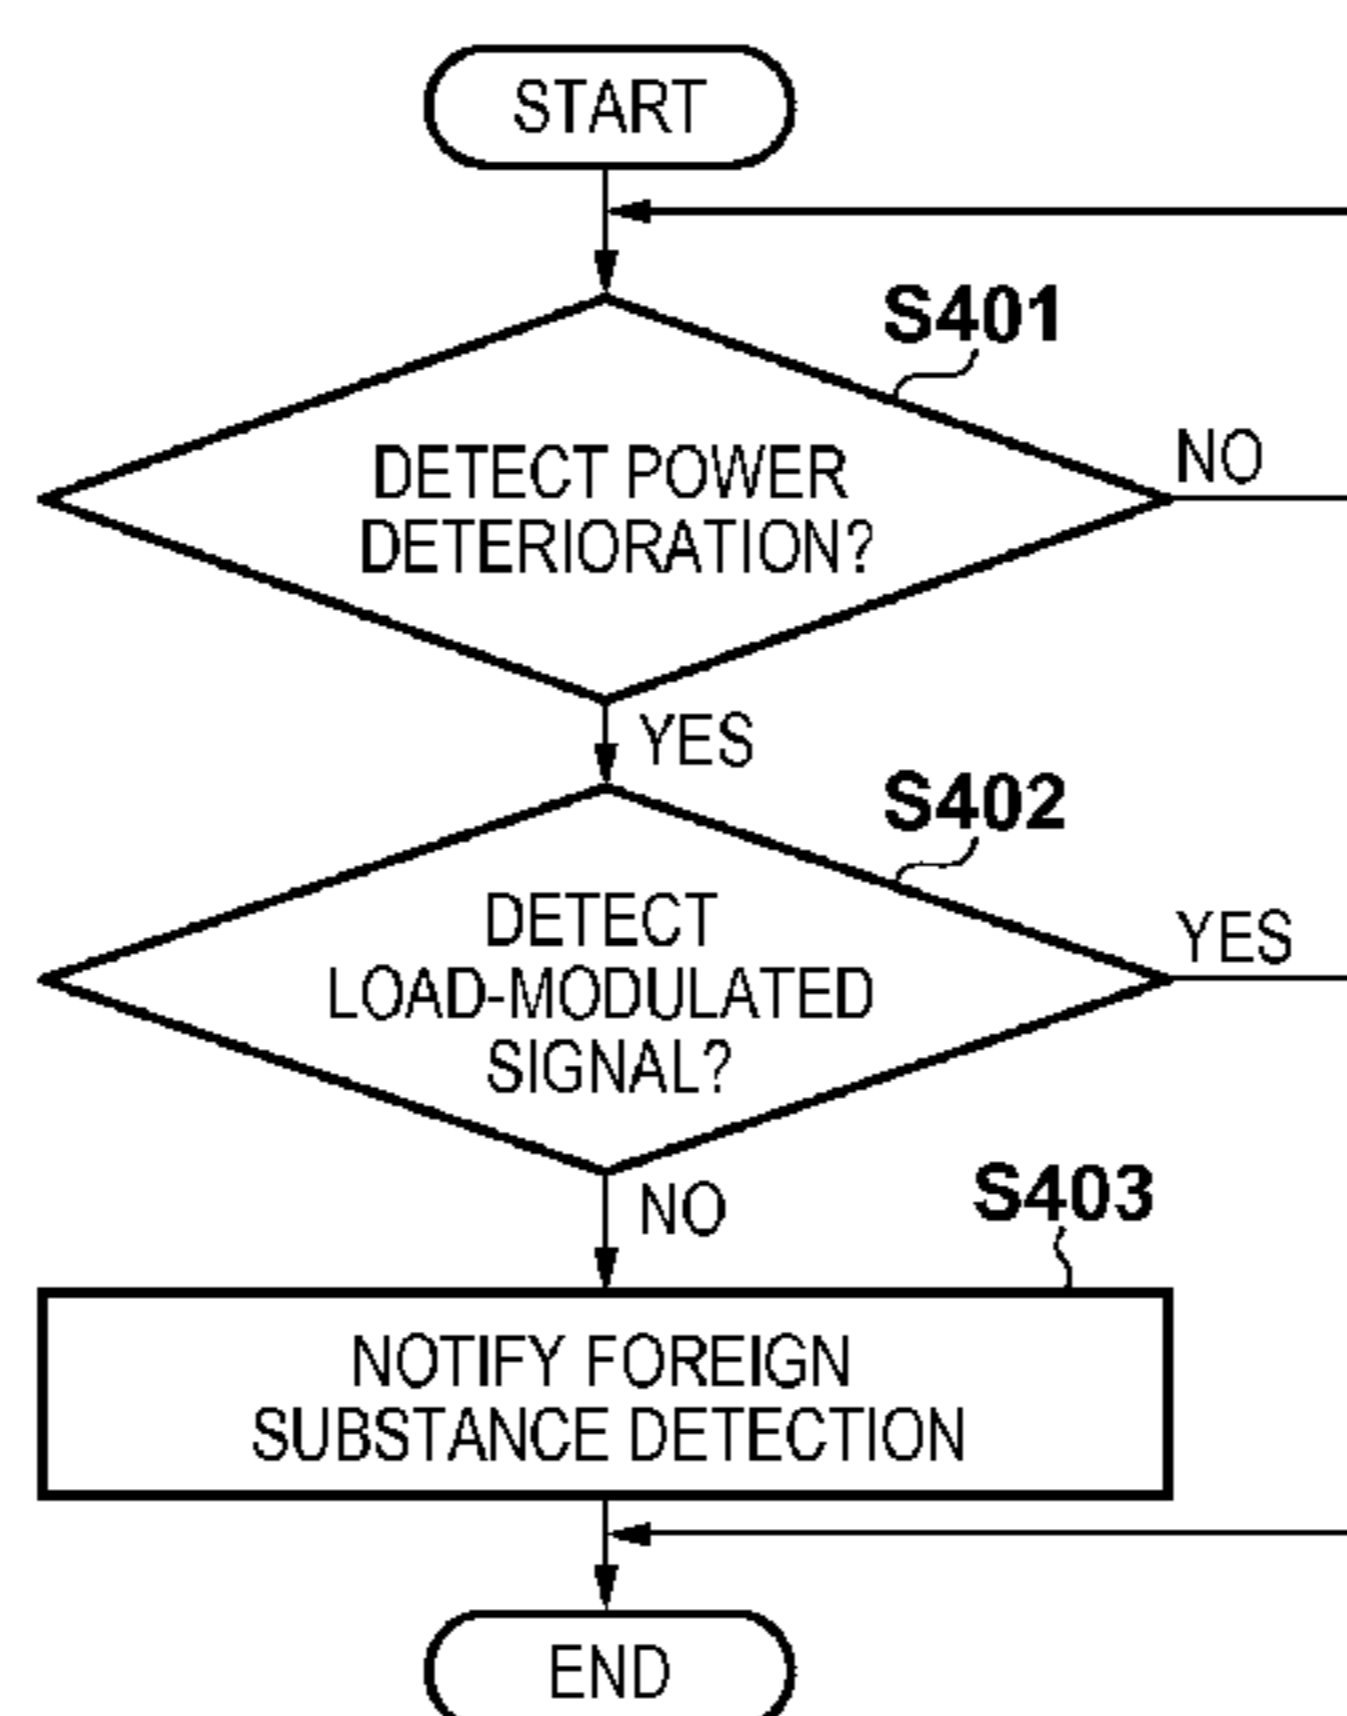 START
S401
DETECT POWER
DETERIORATION?
NO
YES
S402
DETECT
LOAD-MODULATED
SIGNAL?
YES
NO
S403
NOTIFY FOREIGN
SUBSTANCE DETECTION
END